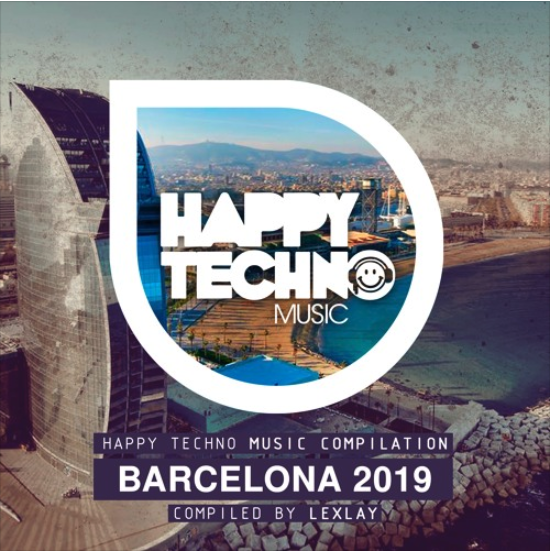 HAPPY
TECHNO
MUSIC
HAPPY TECHNO MUSIC COMPILATION
BARCELONA 2019
COMPILED BY LEXLAY